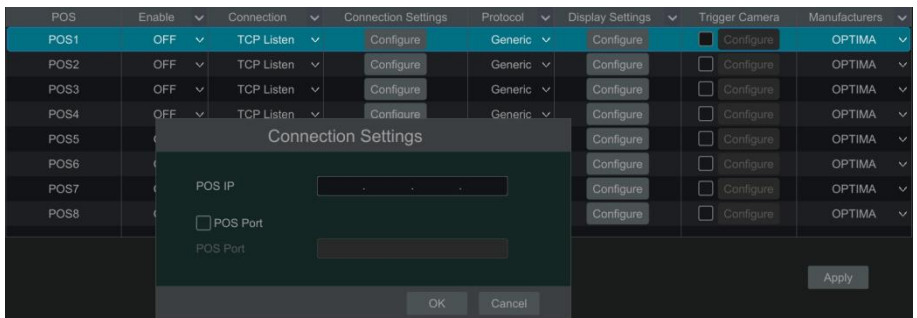 POS Enable Connection Connection Settings Protocol Display Settings Trigger Camera Manufacturers
POS1 OFF TCP Listen Configure Generic Configure Configure OPTIMA
POS2 OFF TCP Listen Configure Generic Configure Configure OPTIMA
POS3 OFF TCP Listen Configure Generic Configure Configure OPTIMA
POS4 OFF TCP Listen Configure Generic Configure Configure OPTIMA
POS5 Configure Configure OPTIMA
POS6 Configure Configure OPTIMA
POS7 Configure Configure OPTIMA
POS8 Configure Configure OPTIMA
Connection Settings
POS IP . . .
POS Port
POS Port
OK Cancel
Apply